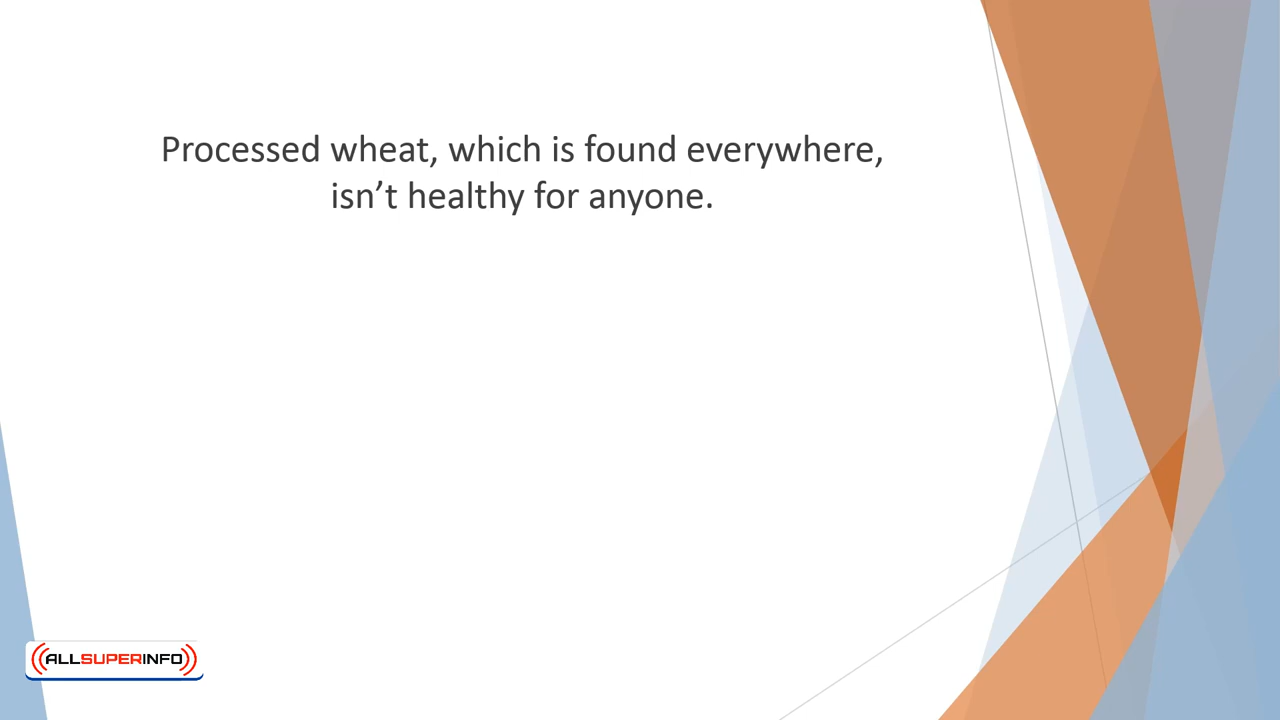 Processed wheat, which is found everywhere,
isn’t healthy for anyone.
ALLSUPERINFO